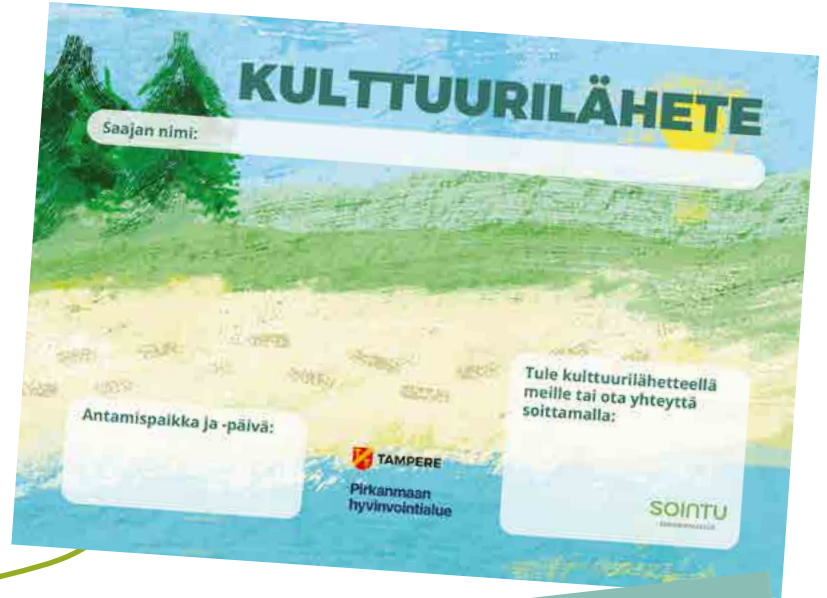 KULTTUURILÄHETE
Saajan nimi:
Tule kulttuurilähetteellä
meille tai ota yhteyttä
soittamalla:
Antamispaikka ja -päivä:
TAMPERE
Pirkanmaan
hyvinvointialue
SOINTU